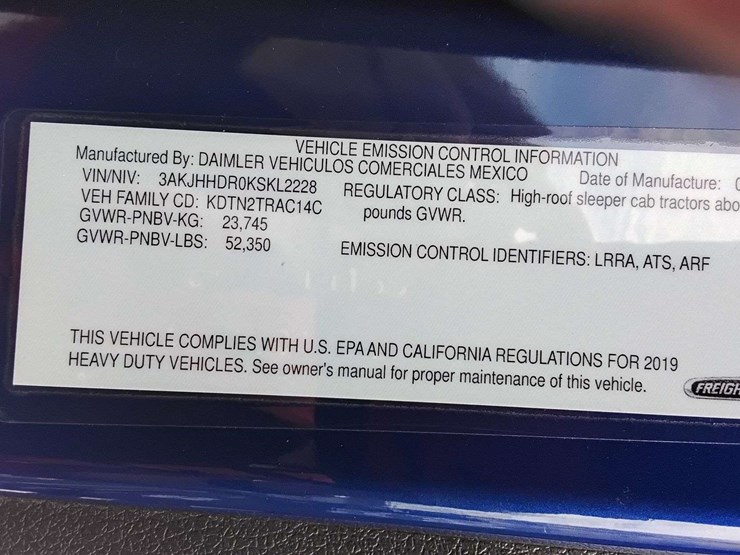 VEHICLE EMISSION CONTROL INFORMATION
Manufactured By: DAIMLER VEHICULOS COMERCIALES MEXICO Date of Manufacture:
VIN/NIV: 3AKJHHDR0KSKL2228 REGULATORY CLASS: High-roof sleeper cab tractors abo
VEH FAMILY CD: KDTN2TRAC14C pounds GVWR.
GVWR-PNBV-KG: 23,745
GVWR-PNBV-LBS: 52,350 EMISSION CONTROL IDENTIFIERS: LRRA, ATS, ARF
THIS VEHICLE COMPLIES WITH U.S. EPA AND CALIFORNIA REGULATIONS FOR 2019
HEAVY DUTY VEHICLES. See owner's manual for proper maintenance of this vehicle.
FREIGH